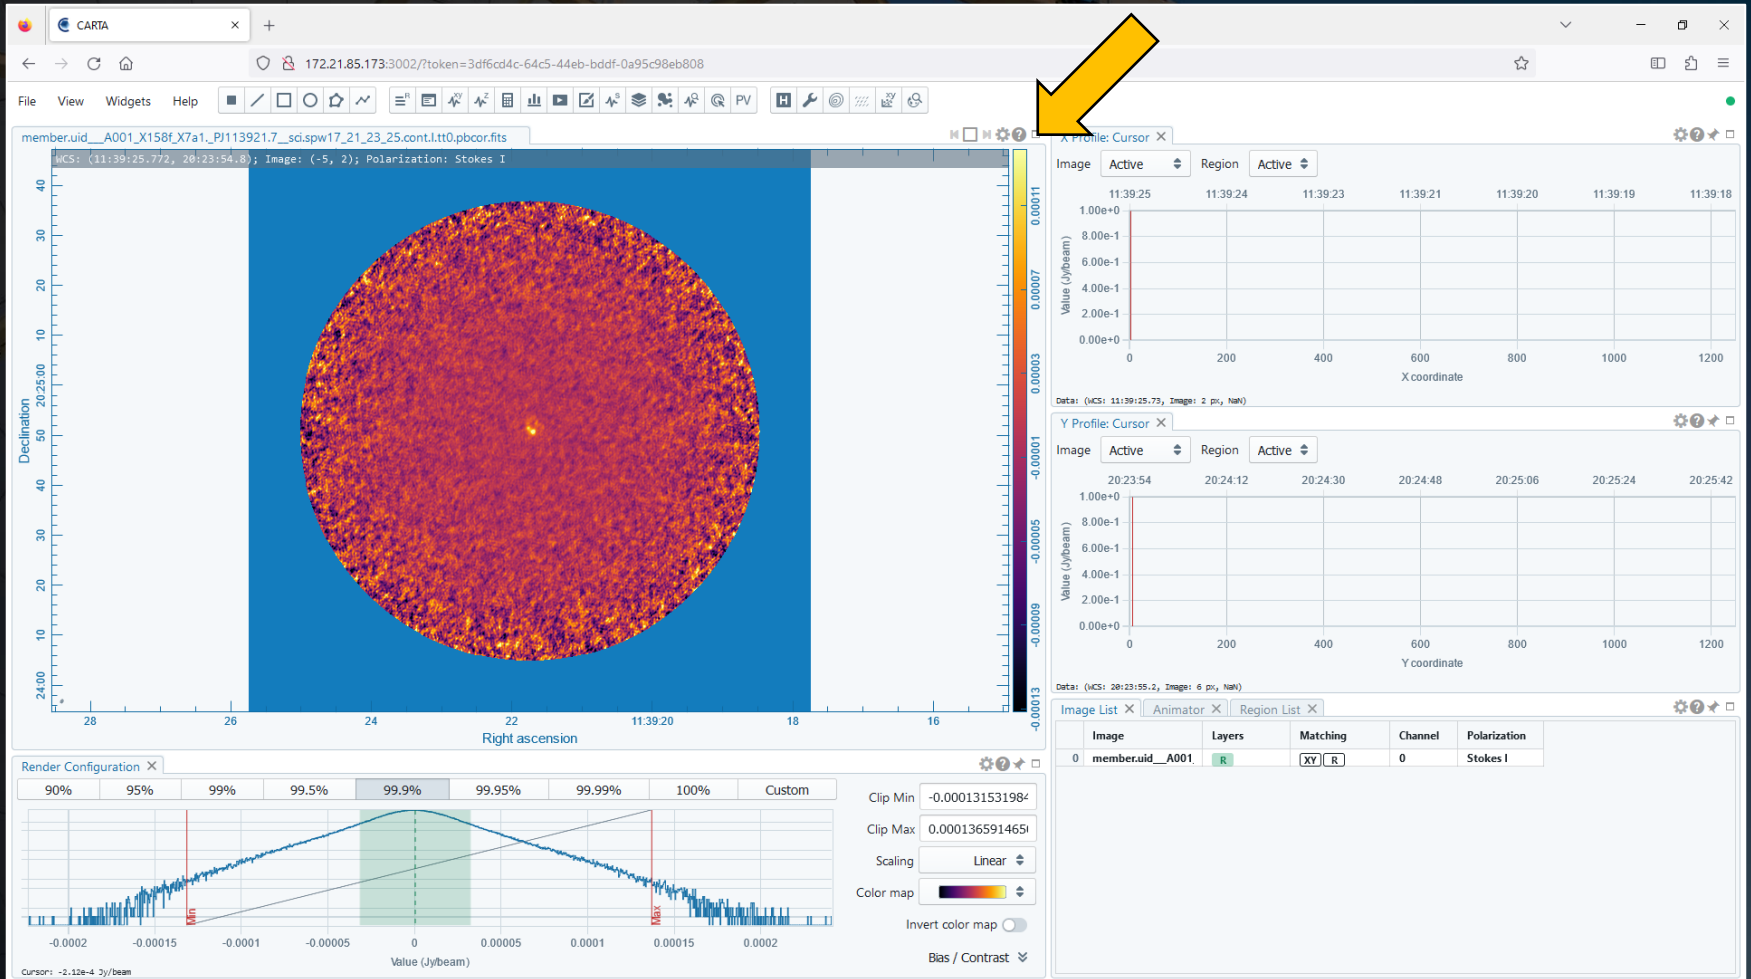 CARTA
172.21.85.173:3002/?token=3df6cd4c-64c5-44eb-bddf-0a95c98eb808
File View Widgets Help
PV
member.uid___A001_X158f_X7a1._PJ113921.7__sci.spw17_21_23_25.cont.I.tt0.pbcor.fits
WCS: (11:39:25.772, 20:23:54.8); Image: (-5, 2); Polarization: Stokes I
40
30
20
10
20:25:00
50
40
30
20
10
24:00
Declination
28 26 24 22 11:39:20 18 16
Right ascension
0.00011
0.00007
0.00003
-0.00001
-0.00005
-0.00009
-0.00013
X Profile: Cursor
Image Active Region Active
11:39:25 11:39:24 11:39:23 11:39:21 11:39:20 11:39:19 11:39:18
1.00e+0
8.00e-1
6.00e-1
4.00e-1
2.00e-1
0.00e+0
Value (Jy/beam)
0 200 400 600 800 1000 1200
X coordinate
Data: (WCS: 11:39:25.73, Image: 2 px, NaN)
Y Profile: Cursor
Image Active Region Active
20:23:54 20:24:12 20:24:30 20:24:48 20:25:06 20:25:24 20:25:42
1.00e+0
8.00e-1
6.00e-1
4.00e-1
2.00e-1
0.00e+0
Value (Jy/beam)
0 200 400 600 800 1000 1200
Y coordinate
Data: (WCS: 20:23:55.2, Image: 6 px, NaN)
Image List Animator Region List
Image Layers Matching Channel Polarization
0 member.uid___A001_ R XY R 0 Stokes I
Render Configuration
90% 95% 99% 99.5% 99.9% 99.95% 99.99% 100% Custom
Min
Max
-0.0002 -0.00015 -0.0001 -0.00005 0 0.00005 0.0001 0.00015 0.0002
Value (Jy/beam)
Cursor: -2.12e-4 Jy/beam
Clip Min -0.000131531984
Clip Max 0.000136591465
Scaling Linear
Color map
Invert color map
Bias / Contrast